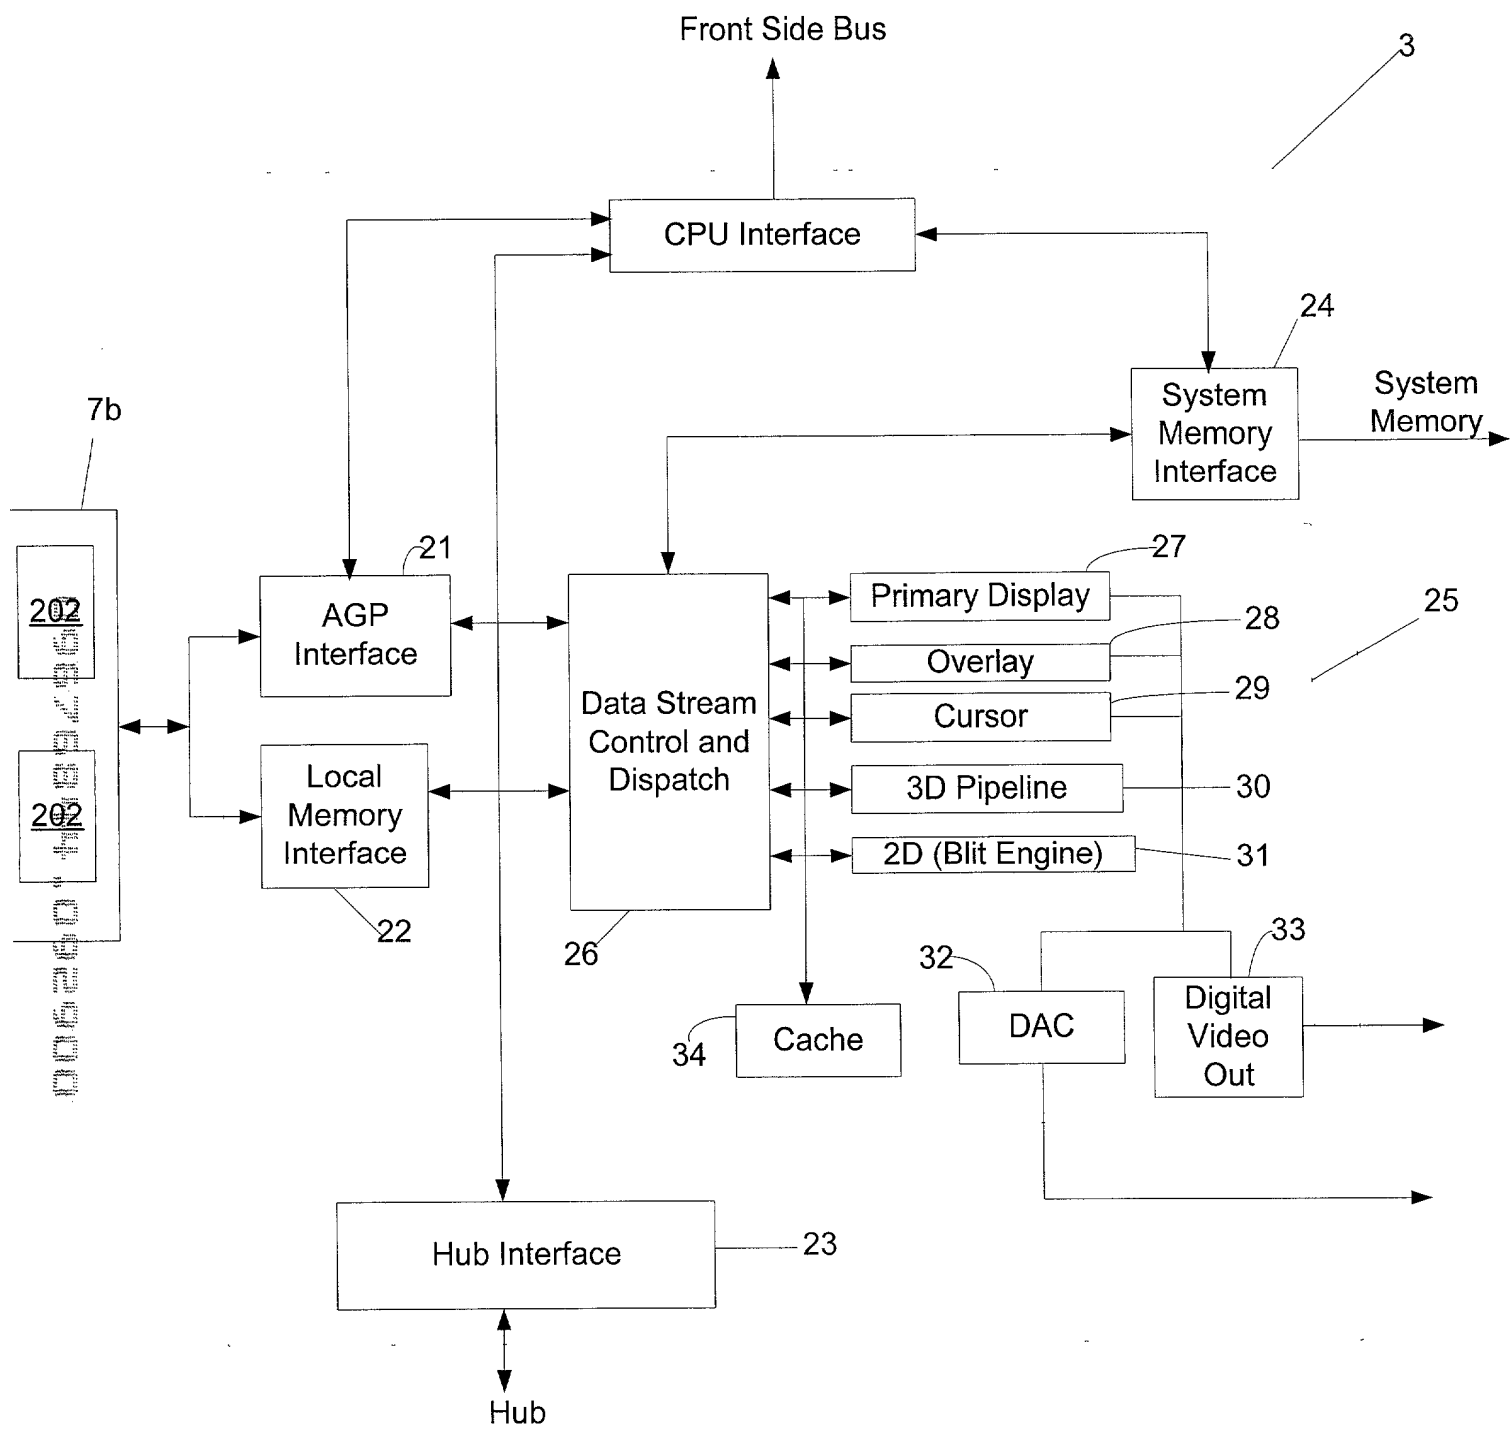 Front Side Bus
3
CPU Interface
24
System
Memory
Interface
System
Memory
7b
202
202
21
AGP
Interface
Local
Memory
Interface
22
Data Stream
Control and
Dispatch
26
27
Primary Display
28
Overlay
29
Cursor
25
3D Pipeline
30
2D (Blit Engine)
31
32
DAC
33
Digital
Video
Out
34
Cache
Hub Interface
23
Hub